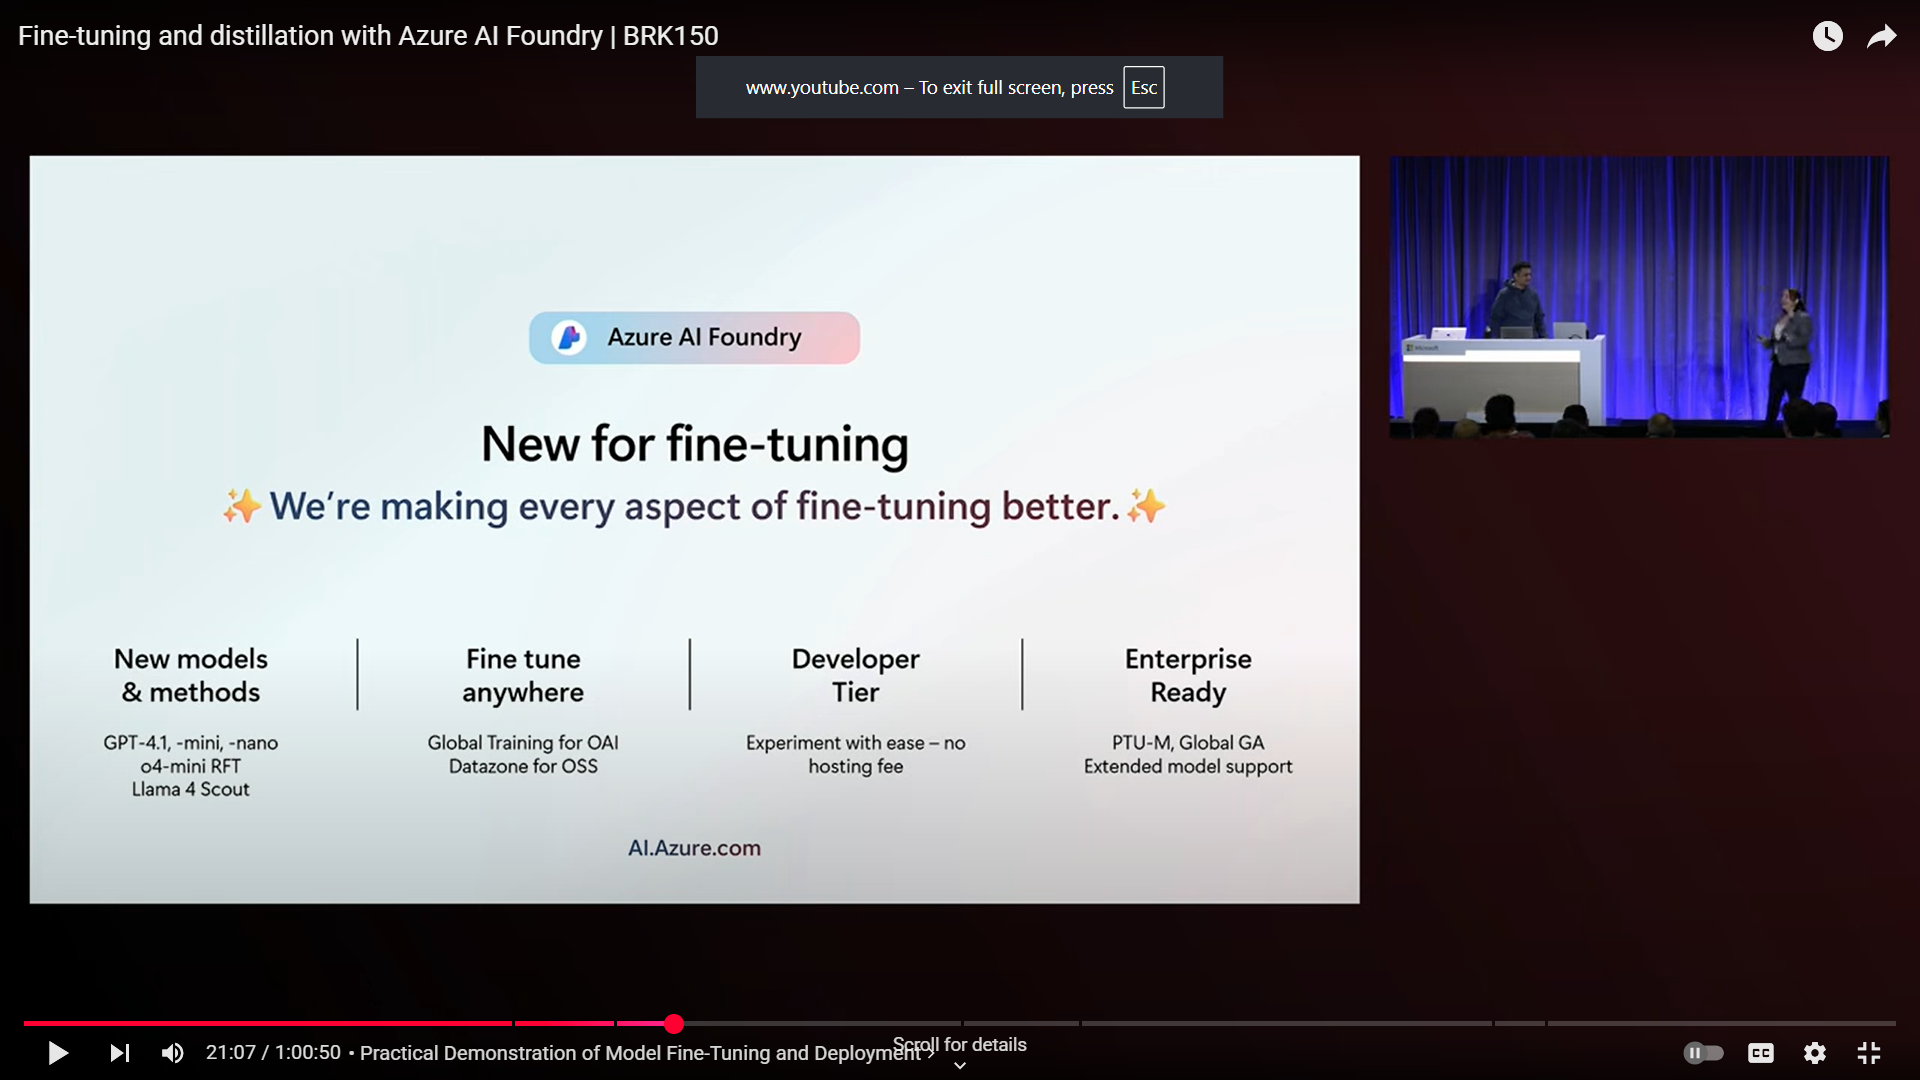 Fine-tuning and distillation with Azure AI Foundry | BRK150
www.youtube.com – To exit full screen, press Esc
Azure AI Foundry
New for fine-tuning
✨We're making every aspect of fine-tuning better.✨
New models
& methods
GPT-4.1, -mini, -nano
o4-mini RFT
Llama 4 Scout
Fine tune
anywhere
Global Training for OAI
Datazone for OSS
Developer
Tier
Experiment with ease – no
hosting fee
Enterprise
Ready
PTU-M, Global GA
Extended model support
AI.Azure.com
Microsoft
21:07 / 1:00:50 • Practical Demonstration of Model Fine-Tuning and Deployment ›
Scroll for details
CC